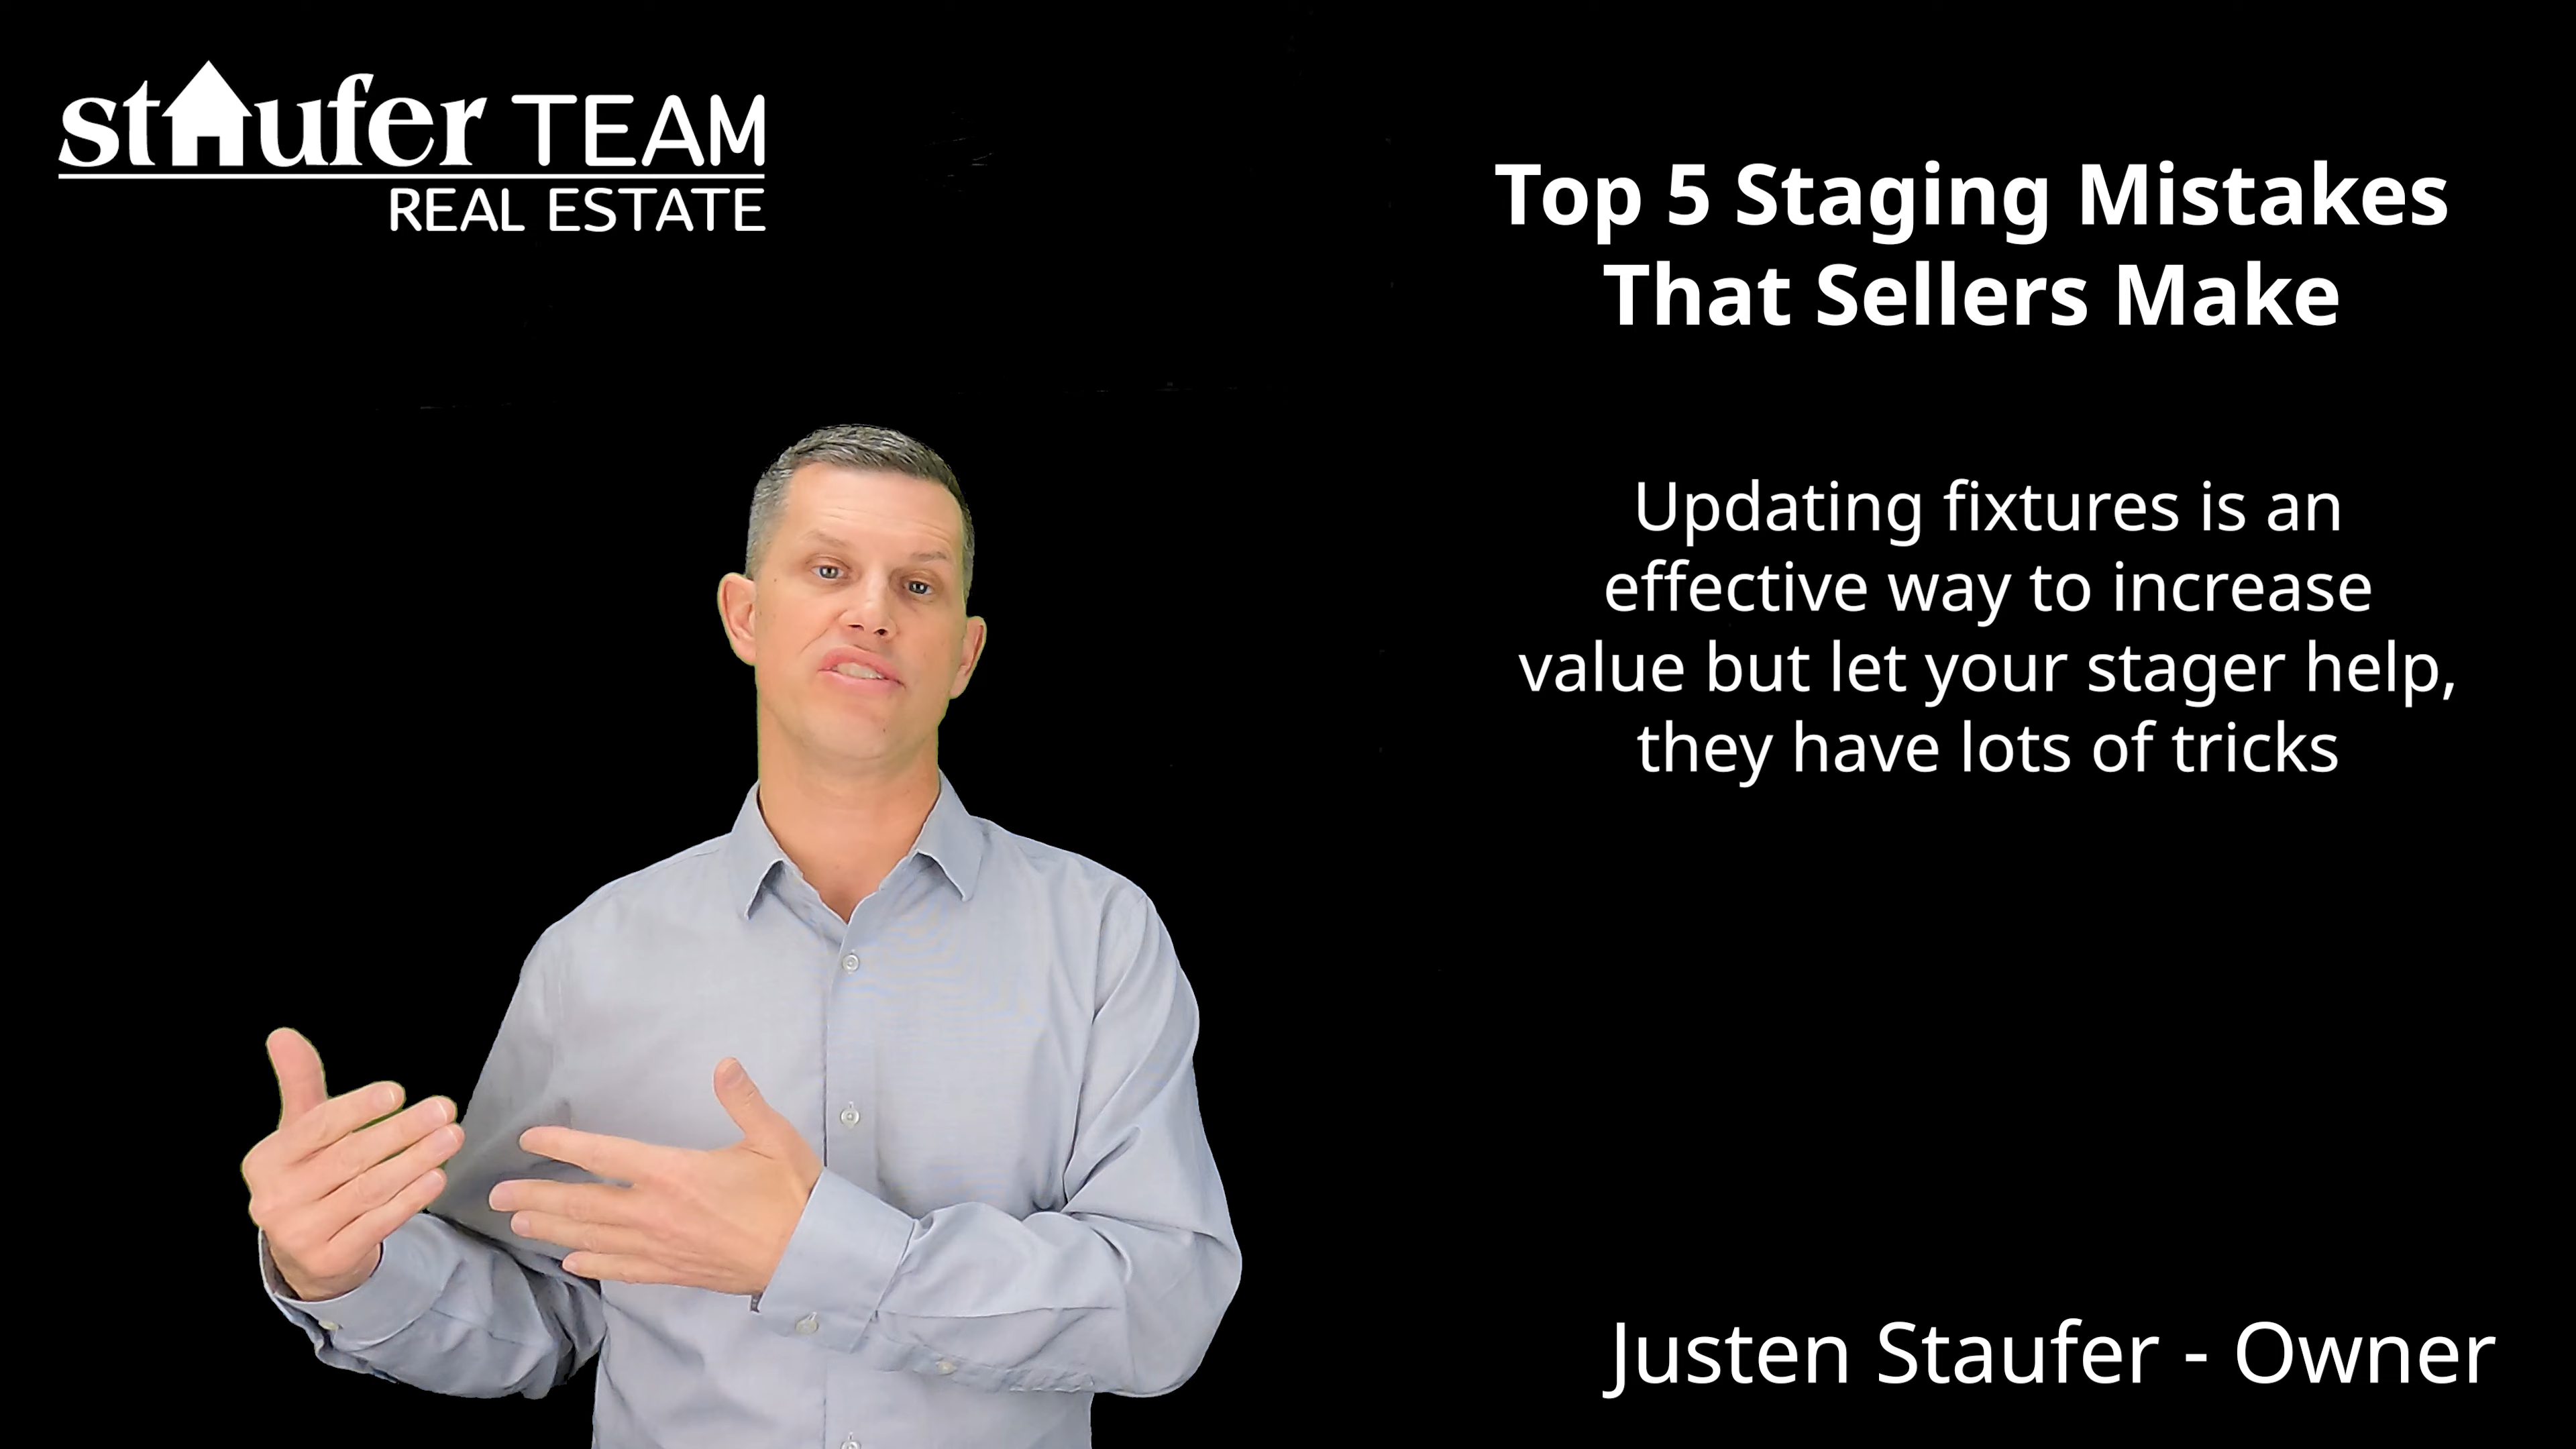 staufer TEAM
REAL ESTATE
Top 5 Staging Mistakes
That Sellers Make
Updating fixtures is an
effective way to increase
value but let your stager help,
they have lots of tricks
Justen Staufer - Owner